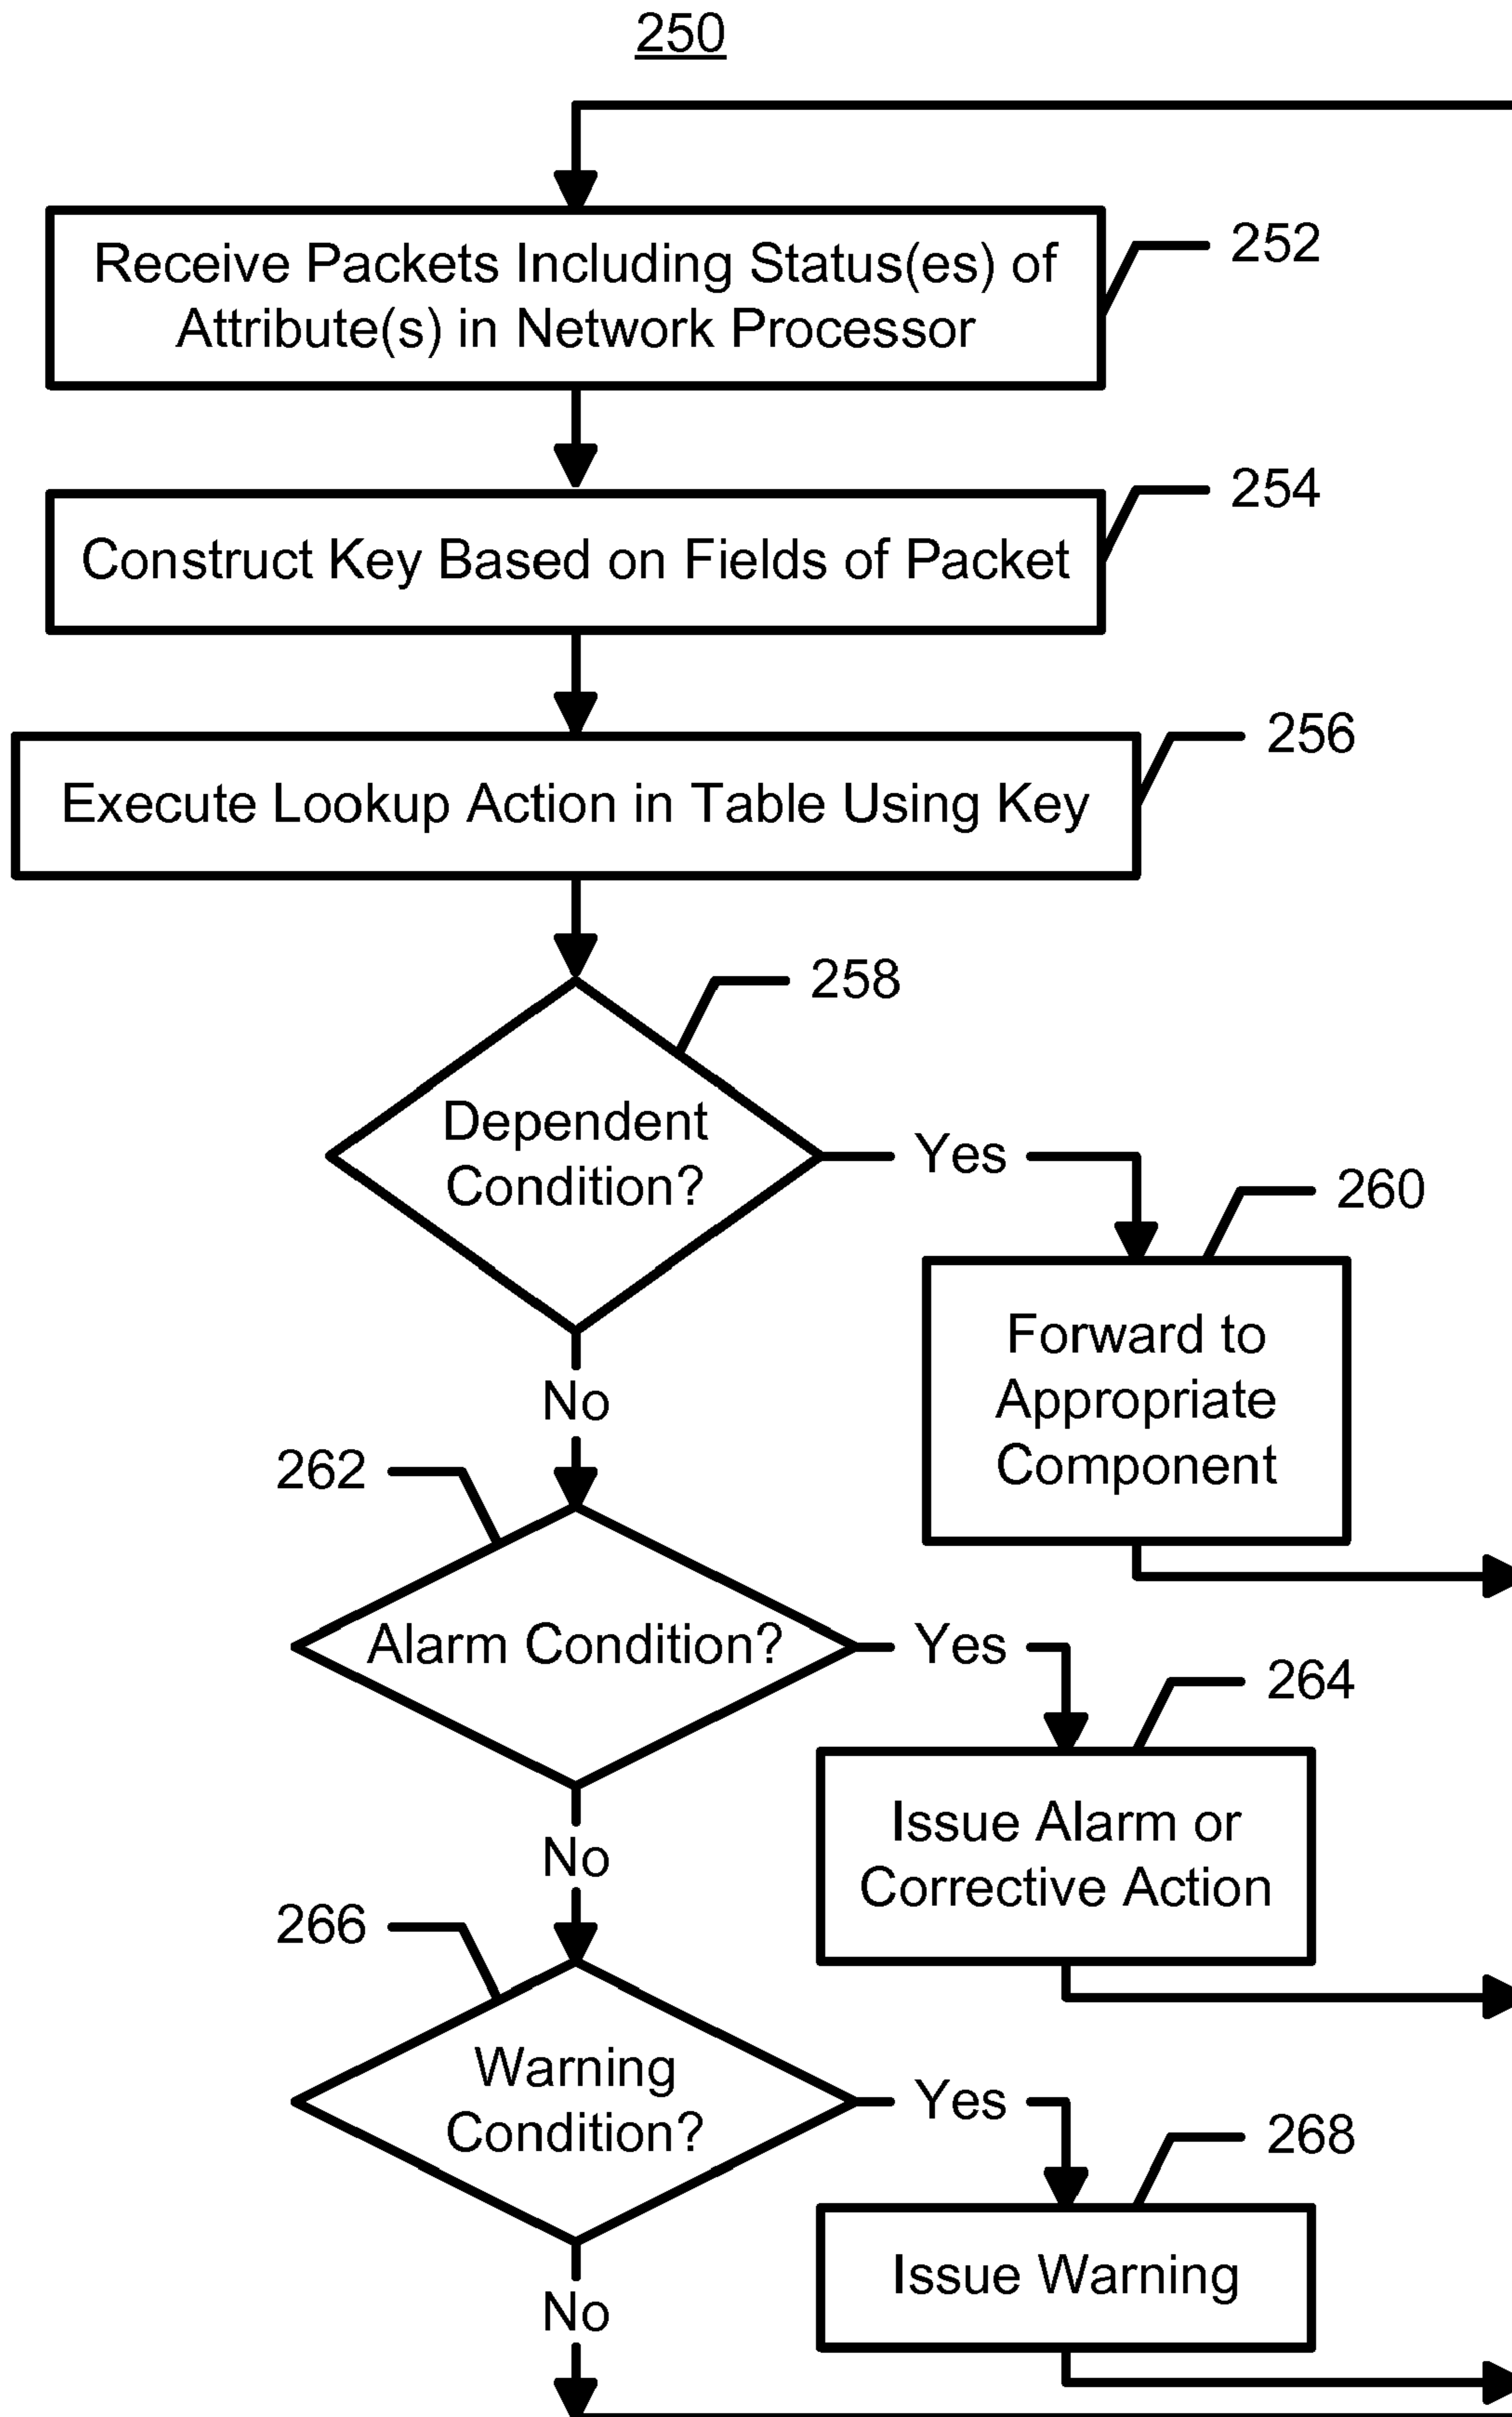 250
Receive Packets Including Status(es) of
Attribute(s) in Network Processor
252
Construct Key Based on Fields of Packet
254
Execute Lookup Action in Table Using Key
256
258
Dependent
Condition?
Yes
260
Forward to
Appropriate
Component
No
262
Alarm Condition?
Yes
264
Issue Alarm or
Corrective Action
No
266
Warning
Condition?
Yes
268
Issue Warning
No